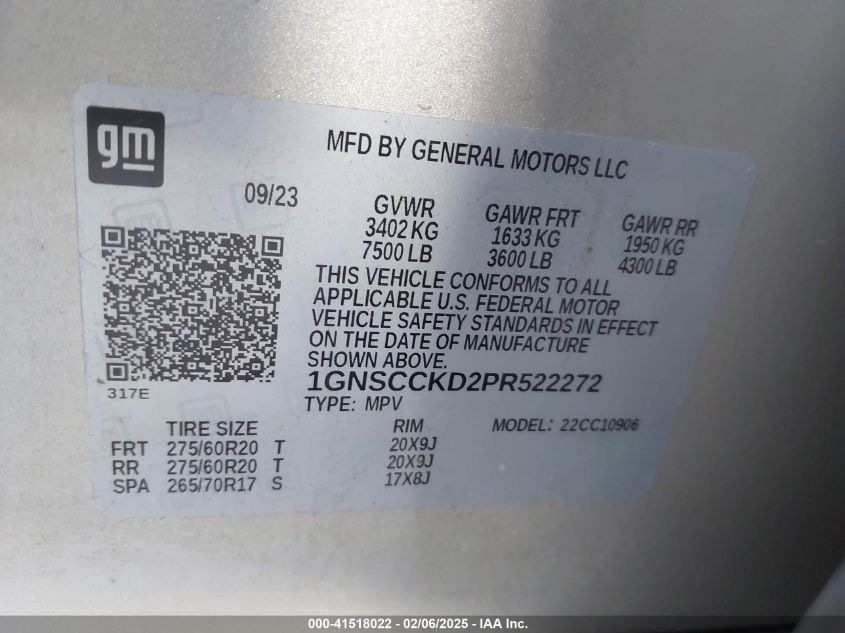 gm
MFD BY GENERAL MOTORS LLC
09/23
GVWR GAWR FRT GAWR RR
3402 KG 1633 KG 1950 KG
7500 LB 3600 LB 4300 LB
THIS VEHICLE CONFORMS TO ALL
APPLICABLE U.S. FEDERAL MOTOR
VEHICLE SAFETY STANDARDS IN EFFECT
ON THE DATE OF MANUFACTURE
SHOWN ABOVE.
317E
1GNSCCKD2PR522272
TYPE: MPV
TIRE SIZE RIM MODEL: 22CC10906
FRT 275/60R20 T 20X9J
RR 275/60R20 T 20X9J
SPA 265/70R17 S 17X8J
000-41518022 - 02/06/2025 - IAA Inc.